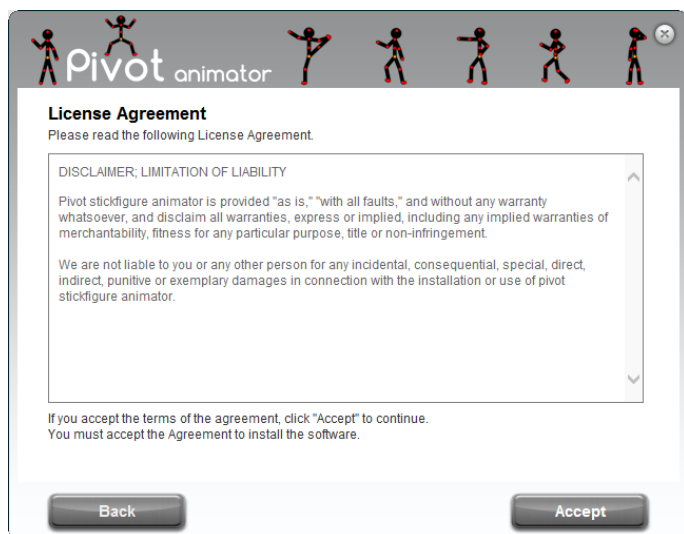 Pivot animator
License Agreement
Please read the following License Agreement.
DISCLAIMER; LIMITATION OF LIABILITY
Pivot stickfigure animator is provided "as is," "with all faults," and without any warranty
whatsoever, and disclaim all warranties, express or implied, including any implied warranties of
merchantability, fitness for any particular purpose, title or non-infringement.
We are not liable to you or any other person for any incidental, consequential, special, direct,
indirect, punitive or exemplary damages in connection with the installation or use of pivot
stickfigure animator.
If you accept the terms of the agreement, click "Accept" to continue.
You must accept the Agreement to install the software.
Back
Accept